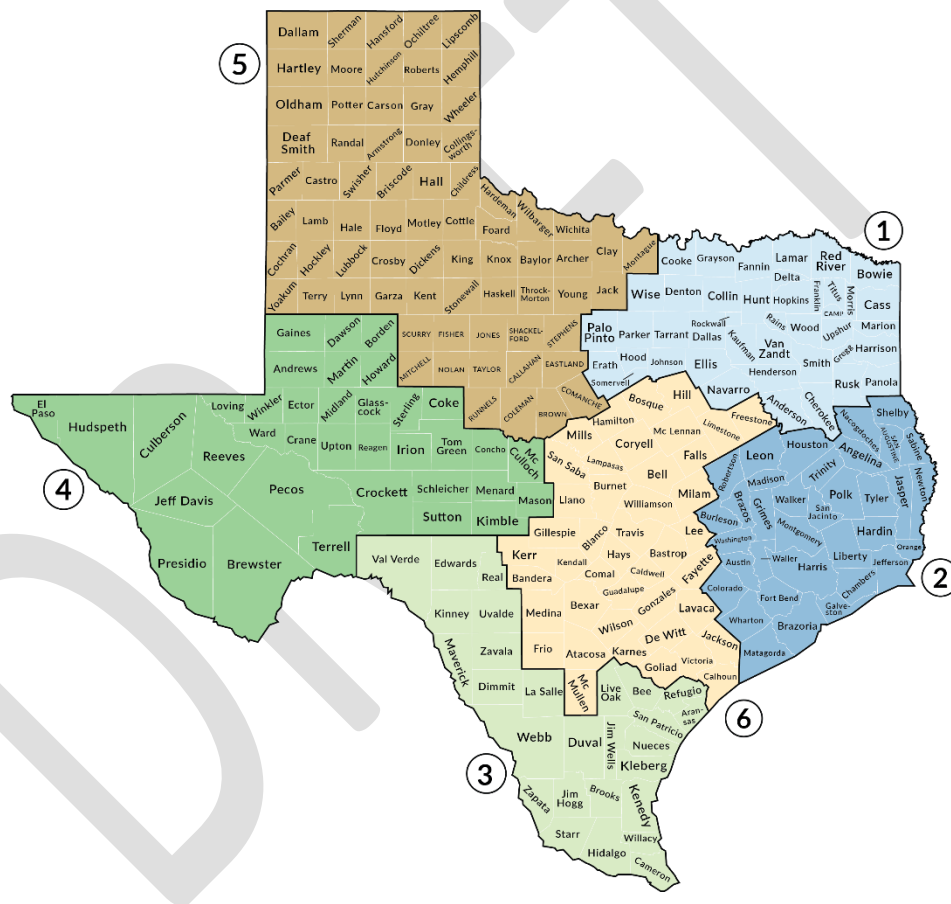 DRAFT
5
Dallam Sherman Hansford Ochiltree Lipscomb
Hartley Moore Hutchinson Roberts Hemphill
Oldham Potter Carson Gray Wheeler
Deaf
Smith Randal Armstrong Donley Collings-
worth
Parmer Castro Swisher Briscode Hall Childress
Bailey Lamb Hale Floyd Motley Cottle Foard Hardeman Wilbarger Wichita Clay Montague
Cochran Hockley Lubbock Crosby Dickens King Knox Baylor Archer
Yoakum Terry Lynn Garza Kent Stonewall Haskell Throck-
Morton Young Jack
SCURRY FISHER JONES SHACKEL-
FORD STEPHENS
MITCHELL NOLAN TAYLOR CALLAHAN EASTLAND
RUNNELS COLEMAN BROWN COMANCHE
1
Cooke Grayson Fannin Lamar Red
River Bowie
Delta
Wise Denton Collin Hunt Hopkins Franklin Titus Morris Cass
CAMP
Palo
Pinto Parker Tarrant Rockwall
Dallas Kaufman Rains Wood Upshur Marion
Erath Hood Johnson Ellis Van
Zandt Smith Gregg Harrison
Somervell Navarro Henderson Rusk Panola
Anderson Cherokee
4
Gaines Dawson Borden
Andrews Martin Howard
El
Paso Hudspeth Culberson Loving Winkler Ector Midland Glass-
cock Sterling Coke
Reeves Ward Crane Upton Reagen Irion Tom
Green Concho Mc
Culloch
Jeff Davis Pecos Crockett Schleicher Menard Mason
Sutton Kimble
Presidio Brewster Terrell
6
Mills Hamilton Bosque Hill Freestone
Coryell Mc Lennan Limestone
San Saba Lampasas Bell Falls
Llano Burnet Williamson Milam
Gillespie Blanco Travis Lee
Kerr Kendall Hays Bastrop Fayette
Bandera Comal Caldwell
Guadalupe Gonzales
Medina Bexar Wilson Lavaca
De Witt Jackson
Frio Atacosa Karnes Goliad Victoria
Calhoun
Mc
Mullen
2
Nacogdoches Shelby
SAN
AUGUSTINE Sabine
Robertson Leon Houston Angelina
Madison Trinity Jasper Newton
Brazos Grimes Walker Polk Tyler
San
Jacinto
Burleson Montgomery Hardin
Washington Orange
Austin Waller Harris Liberty Jefferson
Colorado Fort Bend Chambers
Galve-
ston
Wharton Brazoria
Matagorda
3
Val Verde Edwards Real
Kinney Uvalde
Maverick Zavala
Dimmit La Salle Live
Oak Bee Refugio
Aran-
sas
Webb Duval Jim Wells San Patricio
Nueces
Kleberg
Zapata Jim
Hogg Brooks Kenedy
Starr Willacy
Hidalgo Cameron